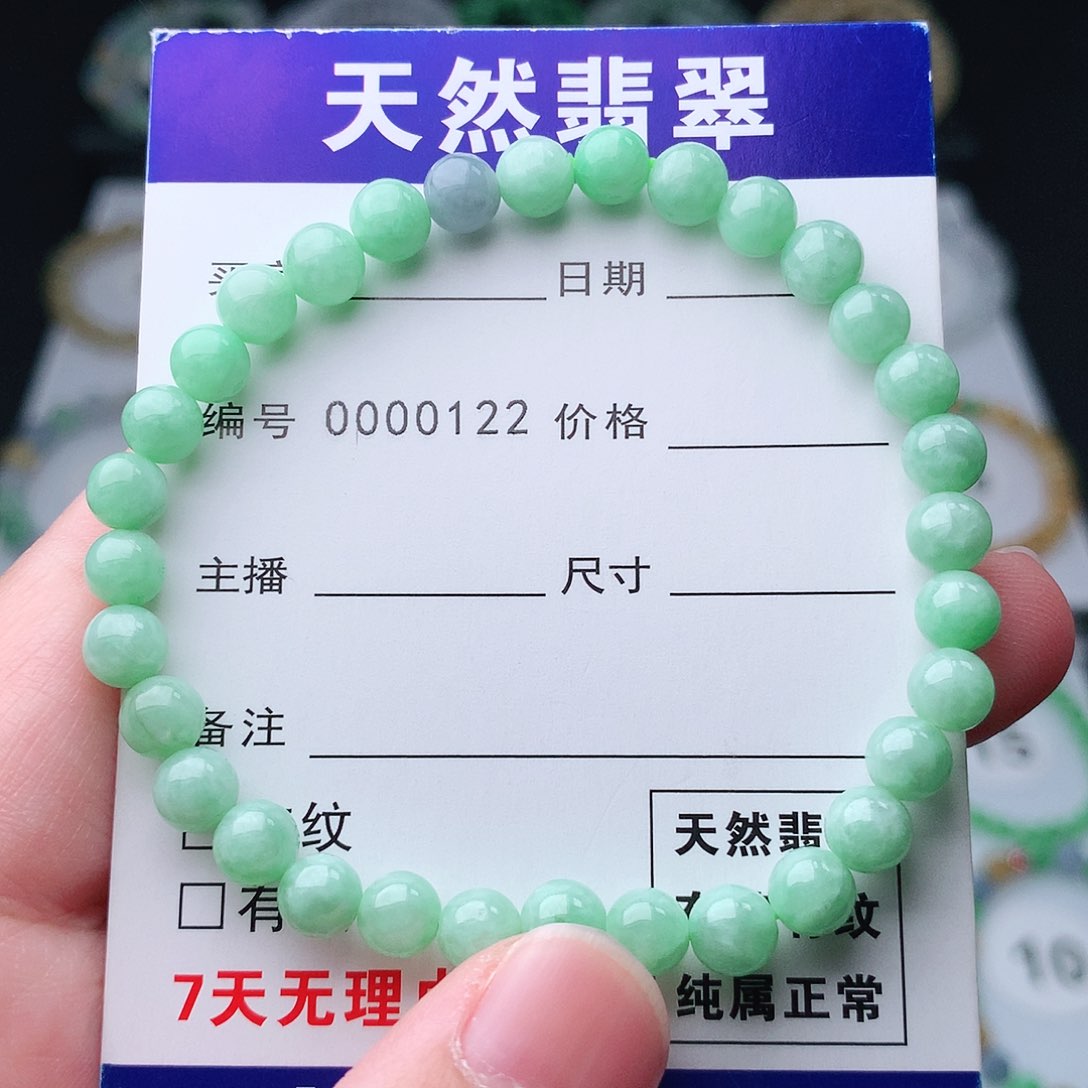 天然翡翠
日期
编号 0000122 价格
主播 尺寸
备注
纹
天然翡
□有
纹
7天无理
纯属正常